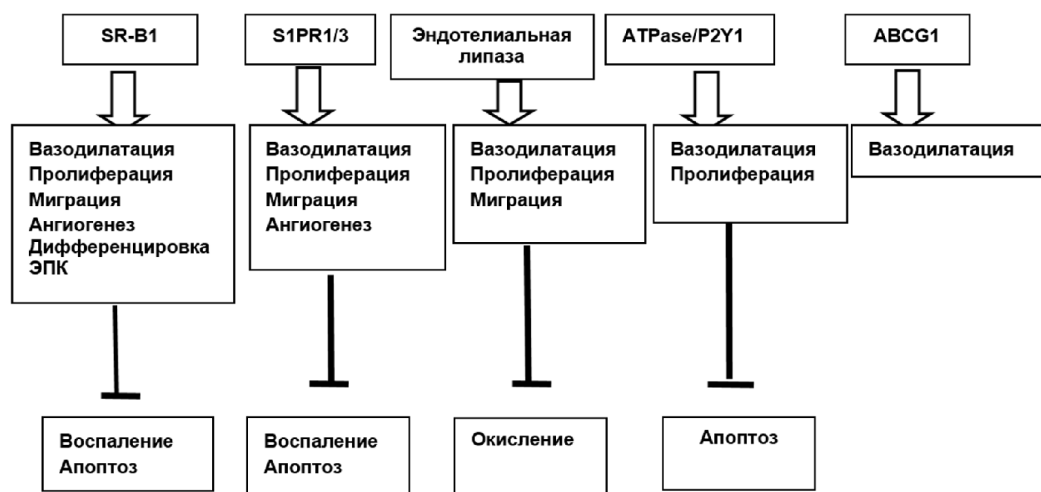 SR-B1
S1PR1/3
Эндотелиальная
липаза
ATPase/P2Y1
ABCG1
Вазодилатация
Пролиферация
Миграция
Ангиогенез
Дифференцировка
ЭПК
Вазодилатация
Пролиферация
Миграция
Ангиогенез
Вазодилатация
Пролиферация
Миграция
Вазодилатация
Пролиферация
Вазодилатация
Воспаление
Апоптоз
Воспаление
Апоптоз
Окисление
Апоптоз